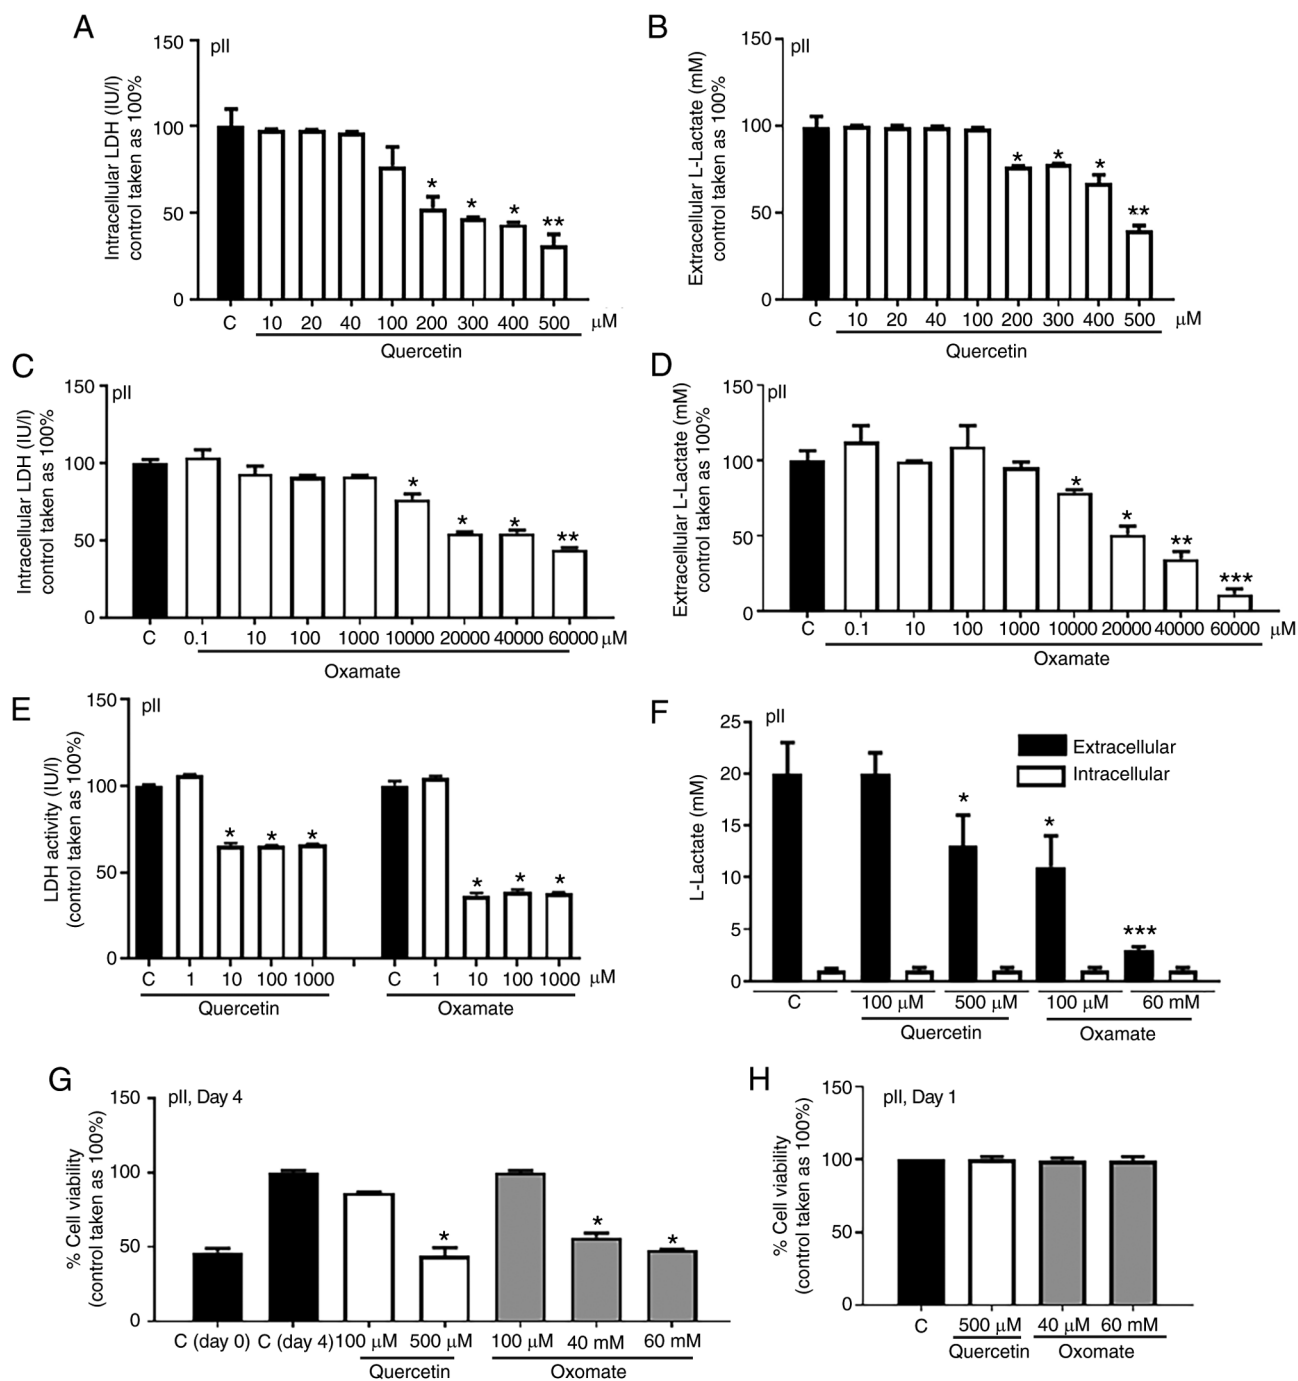 A
pII
Intracellular LDH (IU/l)
control taken as 100%
150
100
50
0
*
*
*
**
C 10 20 40 100 200 300 400 500 μM
Quercetin
B
pII
Extracellular L-Lactate (mM)
control taken as 100%
150
100
50
0
*
*
*
**
C 10 20 40 100 200 300 400 500 μM
Quercetin
C
pII
Intracellular LDH (IU/l)
control taken as 100%
150
100
50
0
*
*
*
**
C 0.1 10 100 1000 10000 20000 40000 60000 μM
Oxamate
D
pII
Extracellular L-Lactate (mM)
control taken as 100%
150
100
50
0
*
*
**
***
C 0.1 10 100 1000 10000 20000 40000 60000 μM
Oxamate
E
pII
LDH activity (IU/l)
(control taken as 100%)
150
100
50
0
* * *
* * *
C 1 10 100 1000 C 1 10 100 1000 μM
Quercetin Oxamate
F
pII
L-Lactate (mM)
25
20
15
10
5
0
Extracellular
Intracellular
*
*
***
C 100 μM 500 μM 100 μM 60 mM
Quercetin Oxamate
G
pII, Day 4
% Cell viability
(control taken as 100%)
150
100
50
0
*
*
*
C (day 0) C (day 4) 100 μM 500 μM 100 μM 40 mM 60 mM
Quercetin Oxomate
H
pII, Day 1
% Cell viability
(control taken as 100%)
150
100
50
0
C 500 μM 40 μM 60 mM
Quercetin Oxomate